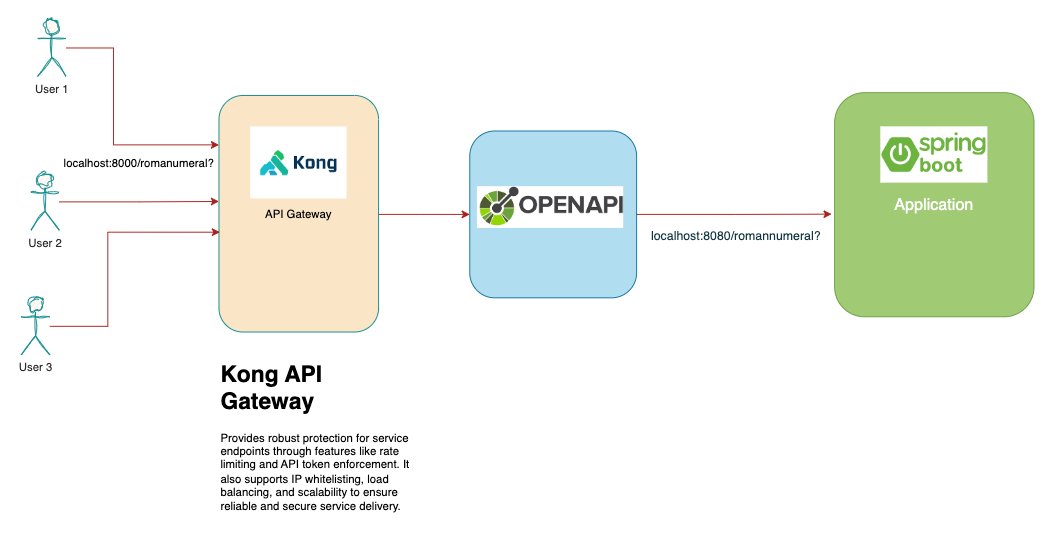 User 1
localhost:8000/romanumeral?
User 2
User 3
Kong
API Gateway
OPENAPI
localhost:8080/romannumeral?
spring
boot
Application
Kong API
Gateway
Provides robust protection for service
endpoints through features like rate
limiting and API token enforcement. It
also supports IP whitelisting, load
balancing, and scalability to ensure
reliable and secure service delivery.